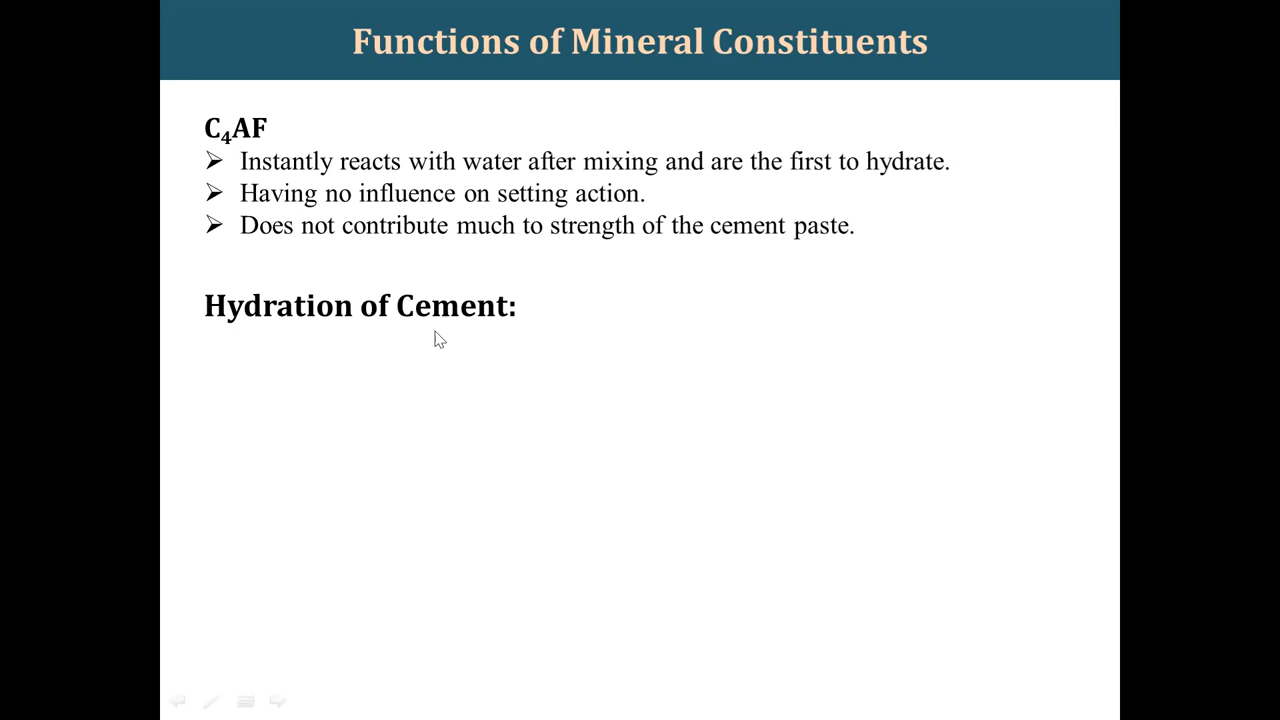 Functions of Mineral Constituents
C₄AF
➢ Instantly reacts with water after mixing and are the first to hydrate.
➢ Having no influence on setting action.
➢ Does not contribute much to strength of the cement paste.
Hydration of Cement: